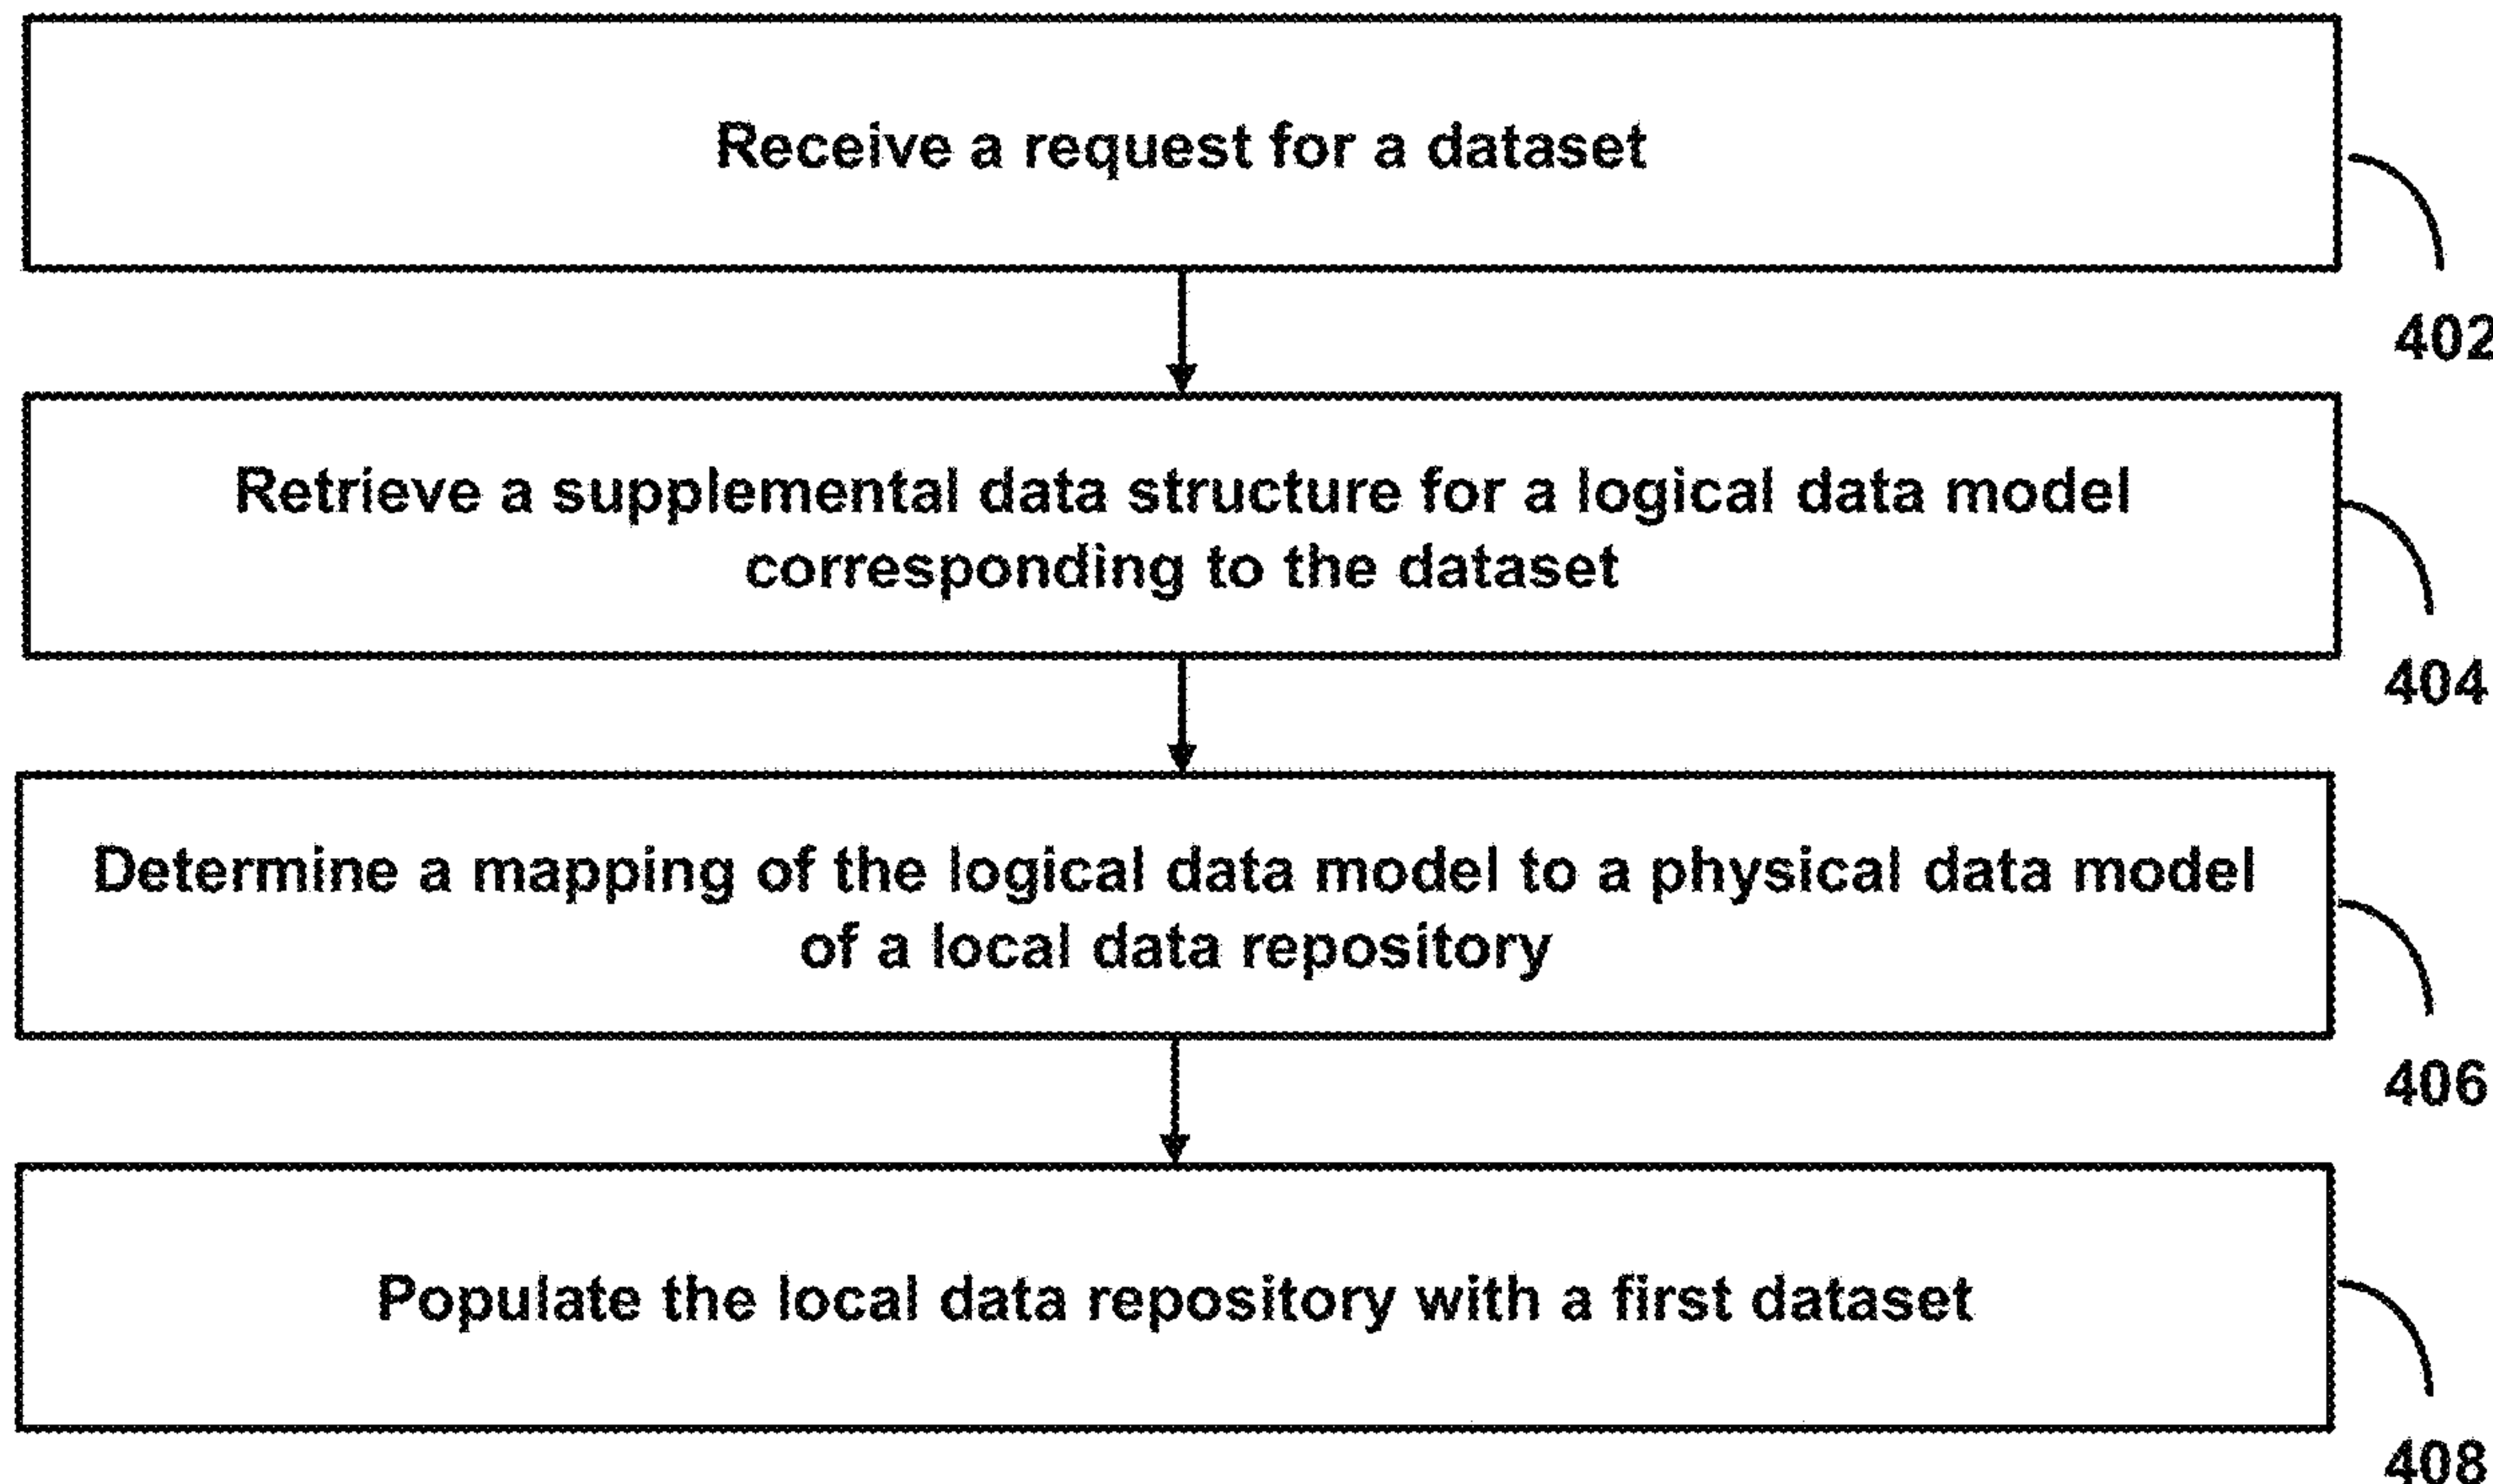 Receive a request for a dataset
402
Retrieve a supplemental data structure for a logical data model
corresponding to the dataset
404
Determine a mapping of the logical data model to a physical data model
of a local data repository
406
Populate the local data repository with a first dataset
408